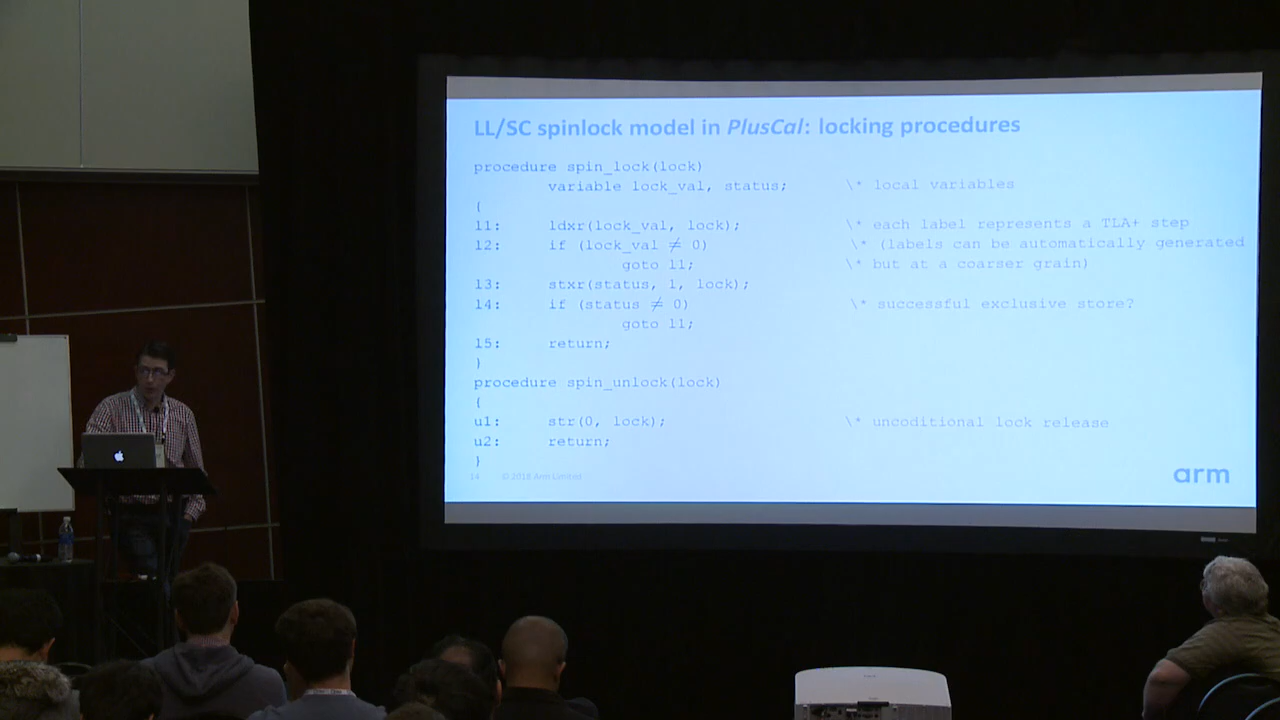 LL/SC spinlock model in PlusCal: locking procedures
procedure spin_lock(lock)
variable lock_val, status; \* local variables
{
l1: ldxr(lock_val, lock); \* each label represents a TLA+ step
l2: if (lock_val ≠ 0) \* (labels can be automatically generated
goto l1; \* but at a coarser grain)
l3: stxr(status, 1, lock);
l4: if (status ≠ 0) \* successful exclusive store?
goto l1;
l5: return;
}
procedure spin_unlock(lock)
{
u1: str(0, lock); \* uncoditional lock release
u2: return;
}
14 © 2018 Arm Limited
arm